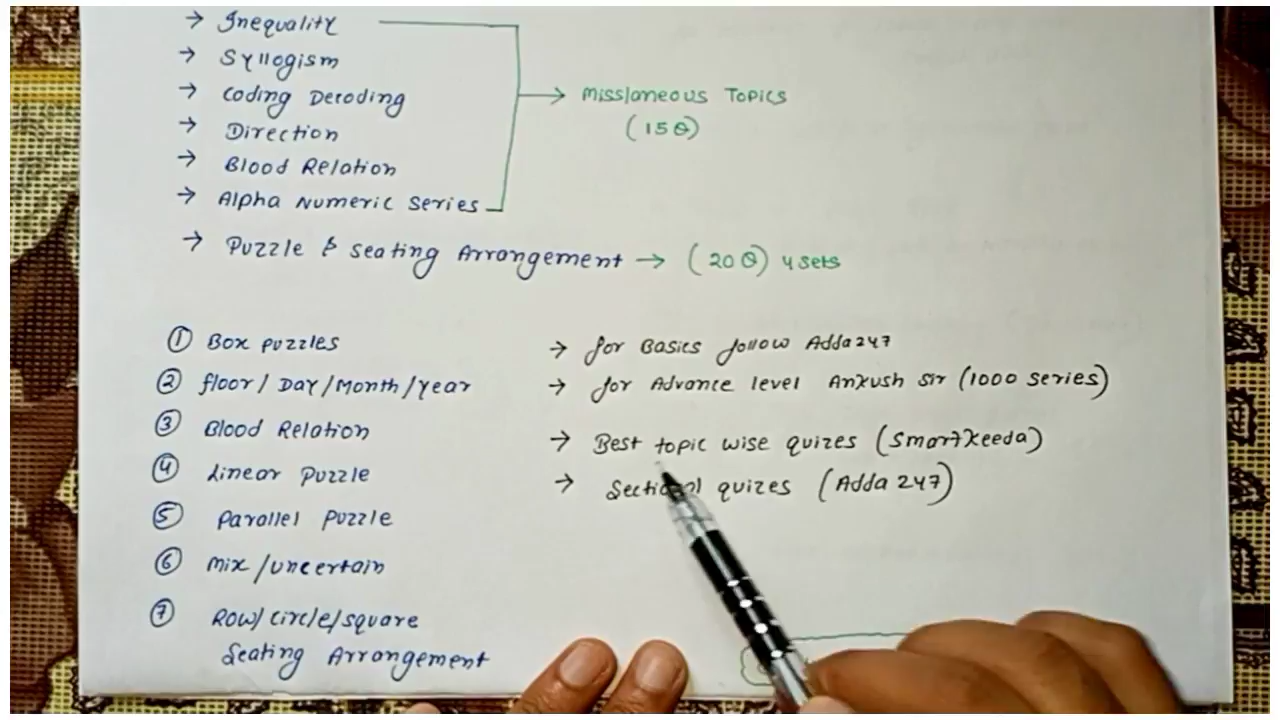 → Inequality
→ Syllogism
→ Coding Decoding
→ Direction
→ Blood Relation
→ Alpha Numeric Series
→ Misslaneous Topics
(15Q)
→ Puzzle & Seating Arrangement → (20Q) 4 sets
① Box puzzles
② floor/Day/Month/year
③ Blood Relation
④ Linear Puzzle
⑤ Parallel Puzzle
⑥ Mix/uncertain
⑦ Row/circle/square
Seating Arrangement
→ for Basics follow Adda247
→ for Advance level Ankush Sir (1000 series)
→ Best topic wise quizes (Smartkeeda)
→ Sectional quizes (Adda 247)